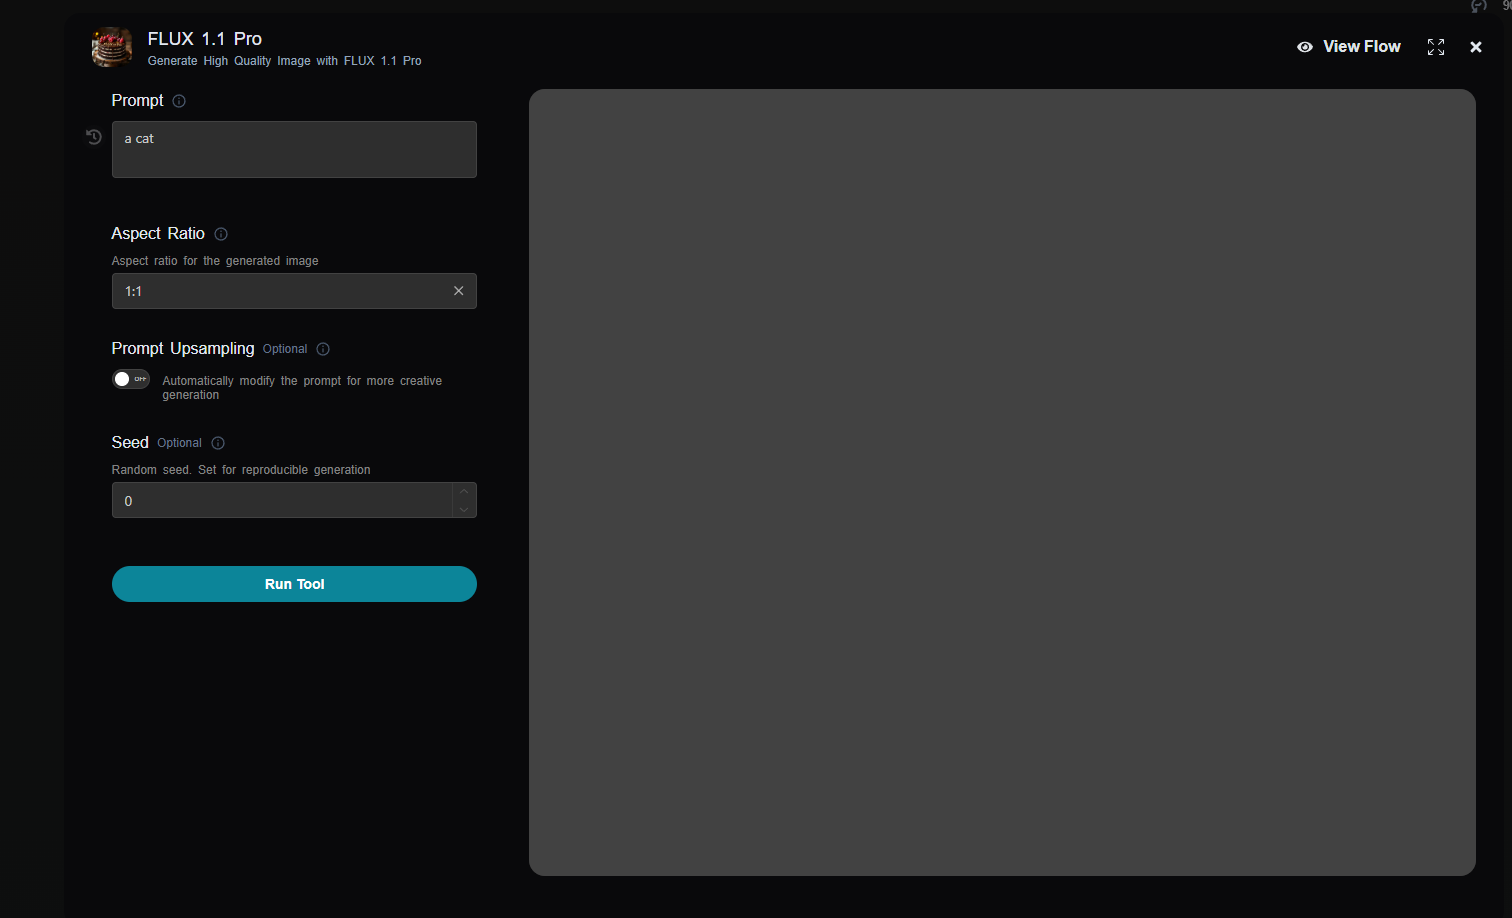 FLUX 1.1 Pro
Generate High Quality Image with FLUX 1.1 Pro
View Flow
Prompt
a cat
Aspect Ratio
Aspect ratio for the generated image
1:1
Prompt Upsampling Optional
OFF
Automatically modify the prompt for more creative
generation
Seed Optional
Random seed. Set for reproducible generation
0
Run Tool